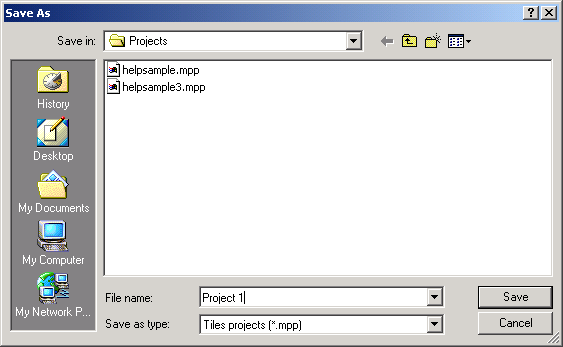 Save As
Save in:
Projects
History
Desktop
My Documents
My Computer
My Network P...
helpsample.mpp
helpsample3.mpp
File name:
Project 1
Save
Save as type:
Tiles projects (*.mpp)
Cancel